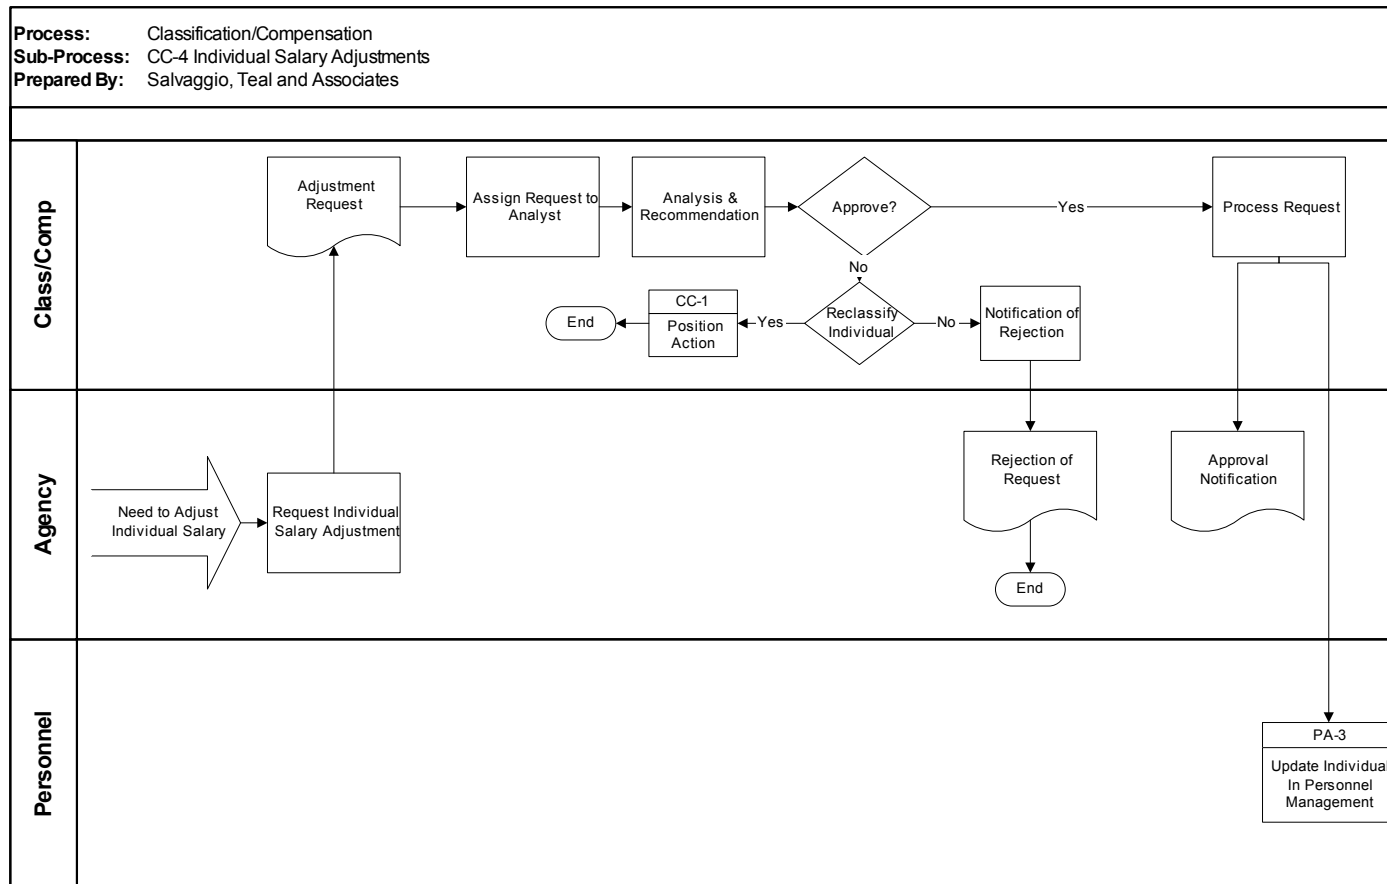 Process: Classification/Compensation
Sub-Process: CC-4 Individual Salary Adjustments
Prepared By: Salvaggio, Teal and Associates
Class/Comp
Adjustment
Request
Assign Request to
Analyst
Analysis &
Recommendation
Approve?
Yes
Process Request
No
End
CC-1
Position
Action
Yes
Reclassify
Individual
No
Notification of
Rejection
Agency
Need to Adjust
Individual Salary
Request Individual
Salary Adjustment
Rejection of
Request
Approval
Notification
End
Personnel
PA-3
Update Individual
In Personnel
Management